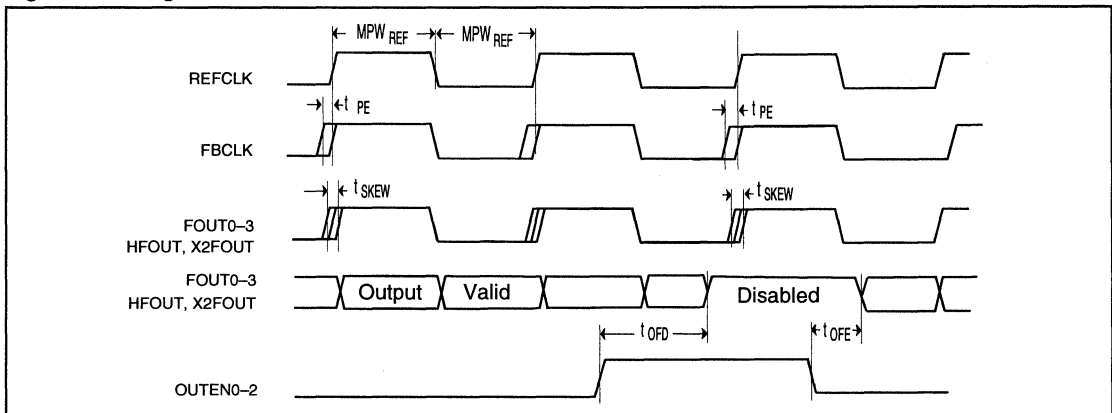 MPW REF MPW REF
REFCLK
t PE t PE
FBCLK
t SKEW t SKEW
FOUT0–3
HFOUT, X2FOUT
FOUT0–3
HFOUT, X2FOUT
Output Valid Disabled
t OFD t OFE
OUTEN0–2